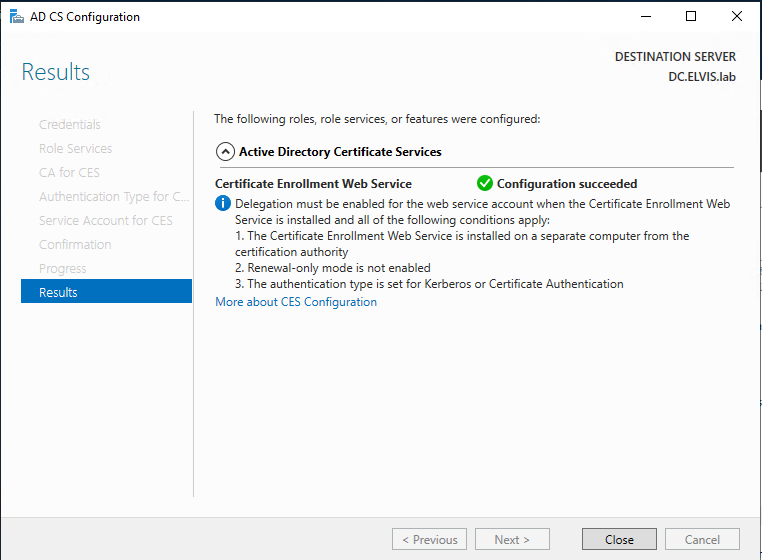 AD CS Configuration
Results
DESTINATION SERVER
DC.ELVIS.lab
Credentials
Role Services
CA for CES
Authentication Type for C...
Service Account for CES
Confirmation
Progress
Results
The following roles, role services, or features were configured:
Active Directory Certificate Services
Certificate Enrollment Web Service
Configuration succeeded
Delegation must be enabled for the web service account when the Certificate Enrollment Web
Service is installed and all of the following conditions apply:
1. The Certificate Enrollment Web Service is installed on a separate computer from the
certification authority
2. Renewal-only mode is not enabled
3. The authentication type is set for Kerberos or Certificate Authentication
More about CES Configuration
< Previous
Next >
Close
Cancel